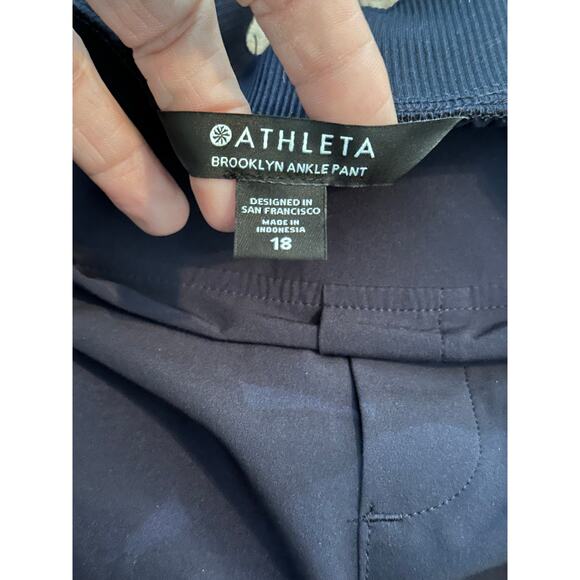 ATHLETA
BROOKLYN ANKLE PANT
DESIGNED IN
SAN FRANCISCO
MADE IN
INDONESIA
18